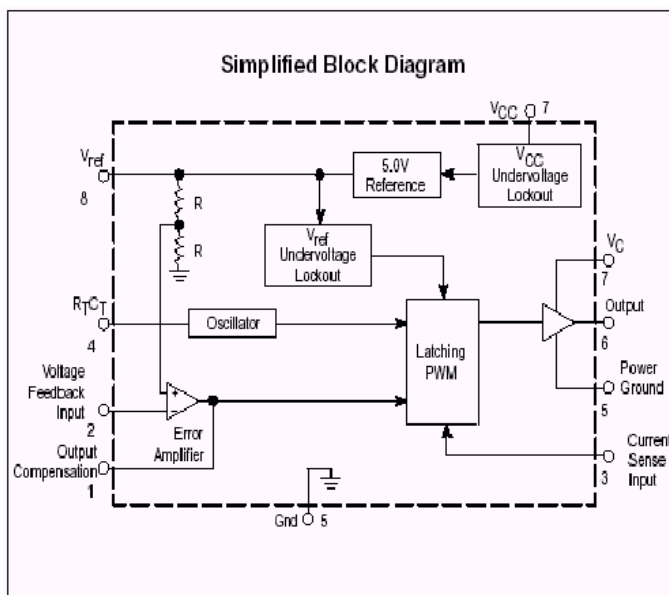 Simplified Block Diagram
VCC 7
Vref
8
R
R
5.0V
Reference
VCC
Undervoltage
Lockout
Vref
Undervoltage
Lockout
VC
7
RTCT
4
Oscillator
Latching
PWM
Output
6
Voltage
Feedback
Input
2
+
−
Error
Amplifier
Power
Ground
5
Output
Compensation
1
Current
Sense
Input
3
Gnd 5